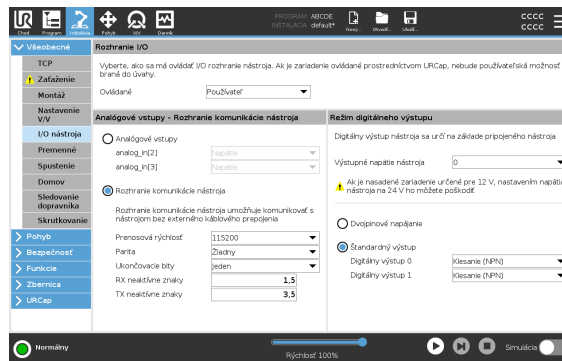 PROGRAM ABCDE
INŠTALÁCIA default*
CCCC
CCCC
Chod
Program
Inštalácia
Pohyb
V/V
Denník
Nový...
Otvoriť...
Uložiť...
Všeobecné
TCP
Zaťaženie
Montáž
Nastavenie
V/V
I/O nástroja
Premenné
Spustenie
Domov
Sledovanie
dopravníka
Skrutkovanie
Pohyb
Bezpečnosť
Funkcie
Zbernica
URCap
Rozhranie I/O
Vyberte, ako sa má ovládať I/O rozhranie nástroja. Ak je zariadenie ovládané prostredníctvom URCap, nebude používateľská možnosť
braná do úvahy.
Ovládané
Používateľ
Analógové vstupy - Rozhranie komunikácie nástroja
Analógové vstupy
analog_in[2]
Napätie
analog_in[3]
Napätie
Rozhranie komunikácie nástroja
Rozhranie komunikácie nástroja umožňuje komunikovať s
nástrojom bez externého káblového prepojenia
Prenosová rýchlosť
115200
Parita
Žiadny
Ukončovacie bity
Jeden
RX neaktívne znaky
1,5
TX neaktívne znaky
3,5
Režim digitálneho výstupu
Digitálny výstup nástroja sa určí na základe pripojeného nástroja
Výstupné napätie nástroja
0
Ak je nasadené zariadenie určené pre 12 V, nastavením napätia
nástroja na 24 V ho môžete
poškodiť
Dvojpinové napájanie
Štandardný výstup
Digitálny výstup 0
Klesanie (NPN)
Digitálny výstup 1
Klesanie (NPN)
Normálny
Rýchlosť 100%
Simulácia